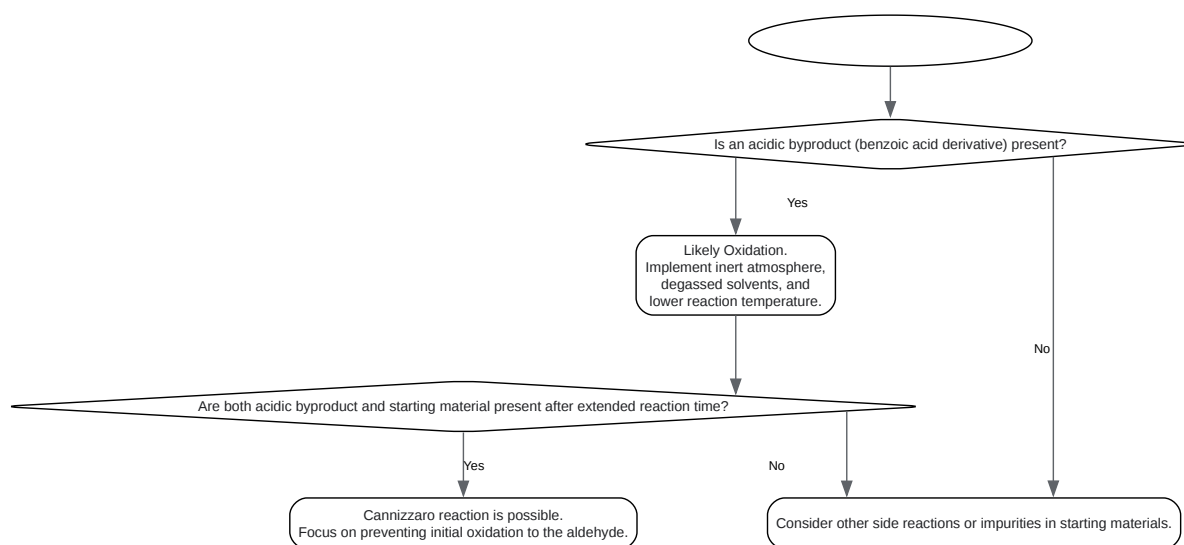 Is an acidic byproduct (benzoic acid derivative) present?
Yes
Likely Oxidation.
Implement inert atmosphere,
degassed solvents, and
lower reaction temperature.
No
Are both acidic byproduct and starting material present after extended reaction time?
Yes
No
Cannizzaro reaction is possible.
Focus on preventing initial oxidation to the aldehyde.
Consider other side reactions or impurities in starting materials.